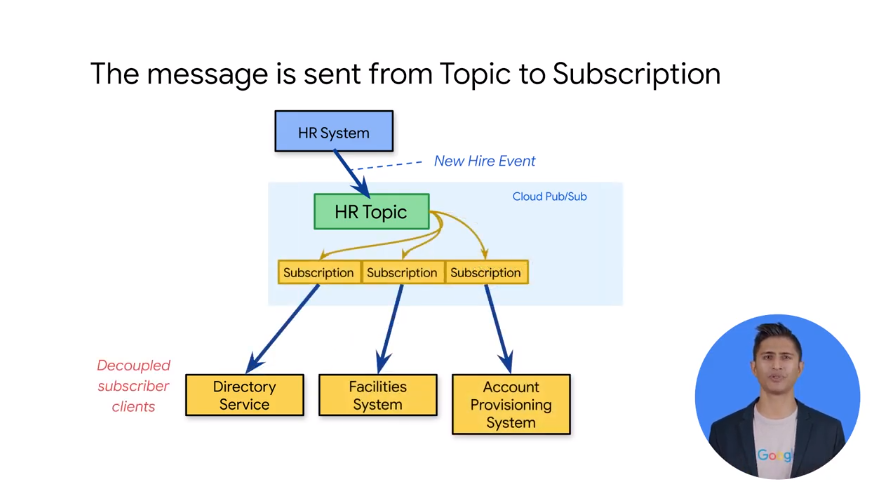 The message is sent from Topic to Subscription
HR System
New Hire Event
Cloud Pub/Sub
HR Topic
Subscription
Subscription
Subscription
Decoupled
subscriber
clients
Directory
Service
Facilities
System
Account
Provisioning
System
Google